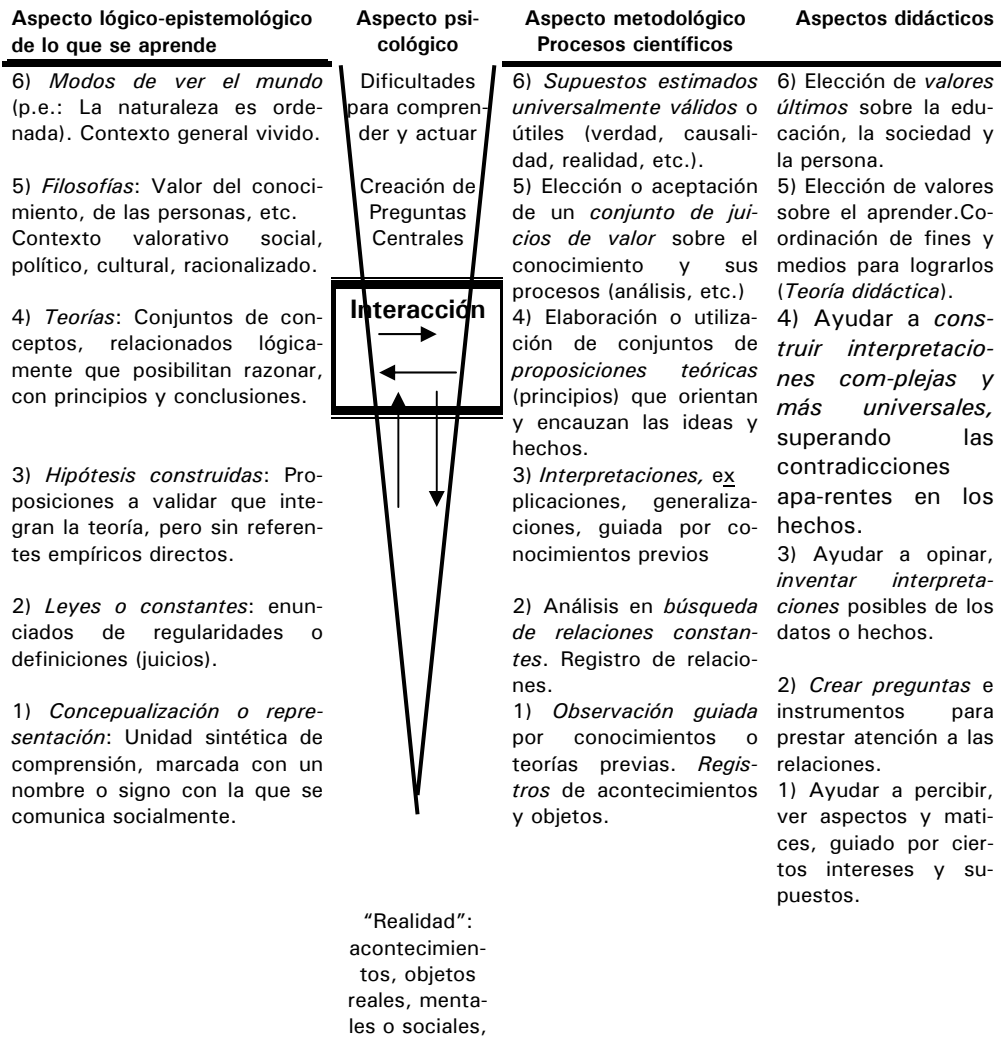 Aspecto lógico-epistemológico
de lo que se aprende
6) Modos de ver el mundo
(p.e.: La naturaleza es orde-
nada). Contexto general vivido.
5) Filosofías: Valor del conoci-
miento, de las personas, etc.
Contexto valorativo social,
político, cultural, racionalizado.
4) Teorías: Conjuntos de con-
ceptos, relacionados lógica-
mente que posibilitan razonar,
con principios y conclusiones.
3) Hipótesis construidas: Pro-
posiciones a validar que inte-
gran la teoría, pero sin referen-
tes empíricos directos.
2) Leyes o constantes: enun-
ciados de regularidades o
definiciones (juicios).
1) Concepualización o repre-
sentación: Unidad sintética de
comprensión, marcada con un
nombre o signo con la que se
comunica socialmente.
Aspecto psi-
cológico
Dificultades
para compren-
der y actuar
Creación de
Preguntas
Centrales
Interacción
"Realidad":
acontecimien-
tos, objetos
reales, menta-
les o sociales,
Aspecto metodológico
Procesos científicos
6) Supuestos estimados
universalmente válidos o
útiles (verdad, causali-
dad, realidad, etc.).
5) Elección o aceptación
de un conjunto de jui-
cios de valor sobre el
conocimiento y sus
procesos (análisis, etc.)
4) Elaboración o utiliza-
ción de conjuntos de
proposiciones teóricas
(principios) que orientan
y encauzan las ideas y
hechos.
3) Interpretaciones, ex
plicaciones, generaliza-
ciones, guiada por co-
nocimientos previos
2) Análisis en búsqueda
de relaciones constan-
tes. Registro de relacio-
nes.
1) Observación guiada
por conocimientos o
teorías previas. Regis-
tros de acontecimientos
y objetos.
Aspectos didácticos
6) Elección de valores
últimos sobre la edu-
cación, la sociedad y
la persona.
5) Elección de valores
sobre el aprender.Co-
ordinación de fines y
medios para lograrlos
(Teoría didáctica).
4) Ayudar a cons-
truir interpretacio-
nes com-plejas y
más universales,
superando las
contradicciones
apa-rentes en los
hechos.
3) Ayudar a opinar,
inventar interpreta-
ciones posibles de los
datos o hechos.
2) Crear preguntas e
instrumentos para
prestar atención a las
relaciones.
1) Ayudar a percibir,
ver aspectos y mati-
ces, guiado por cier-
tos intereses y su-
puestos.